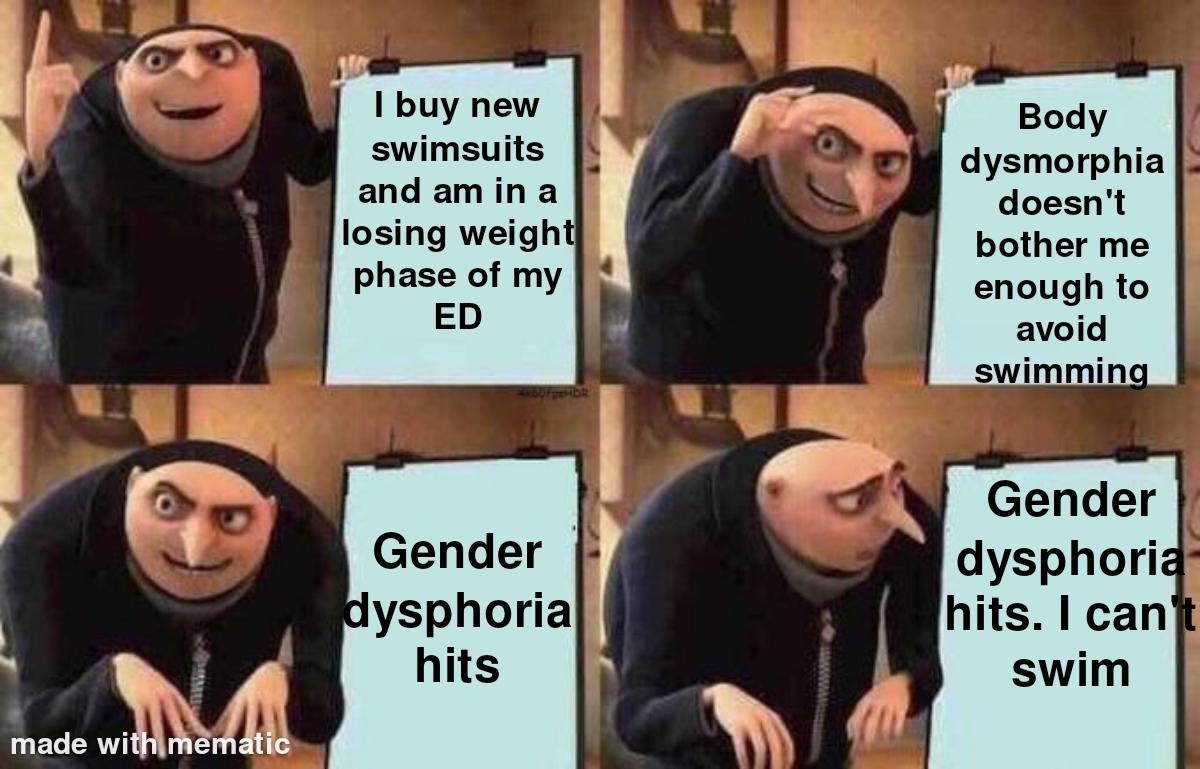 I buy new
swimsuits
and am in a
losing weight
phase of my
ED
Body
dysmorphia
doesn't
bother me
enough to
avoid
swimming
Gender
dysphoria
hits
Gender
dysphoria
hits. I can't
swim
made with mematic